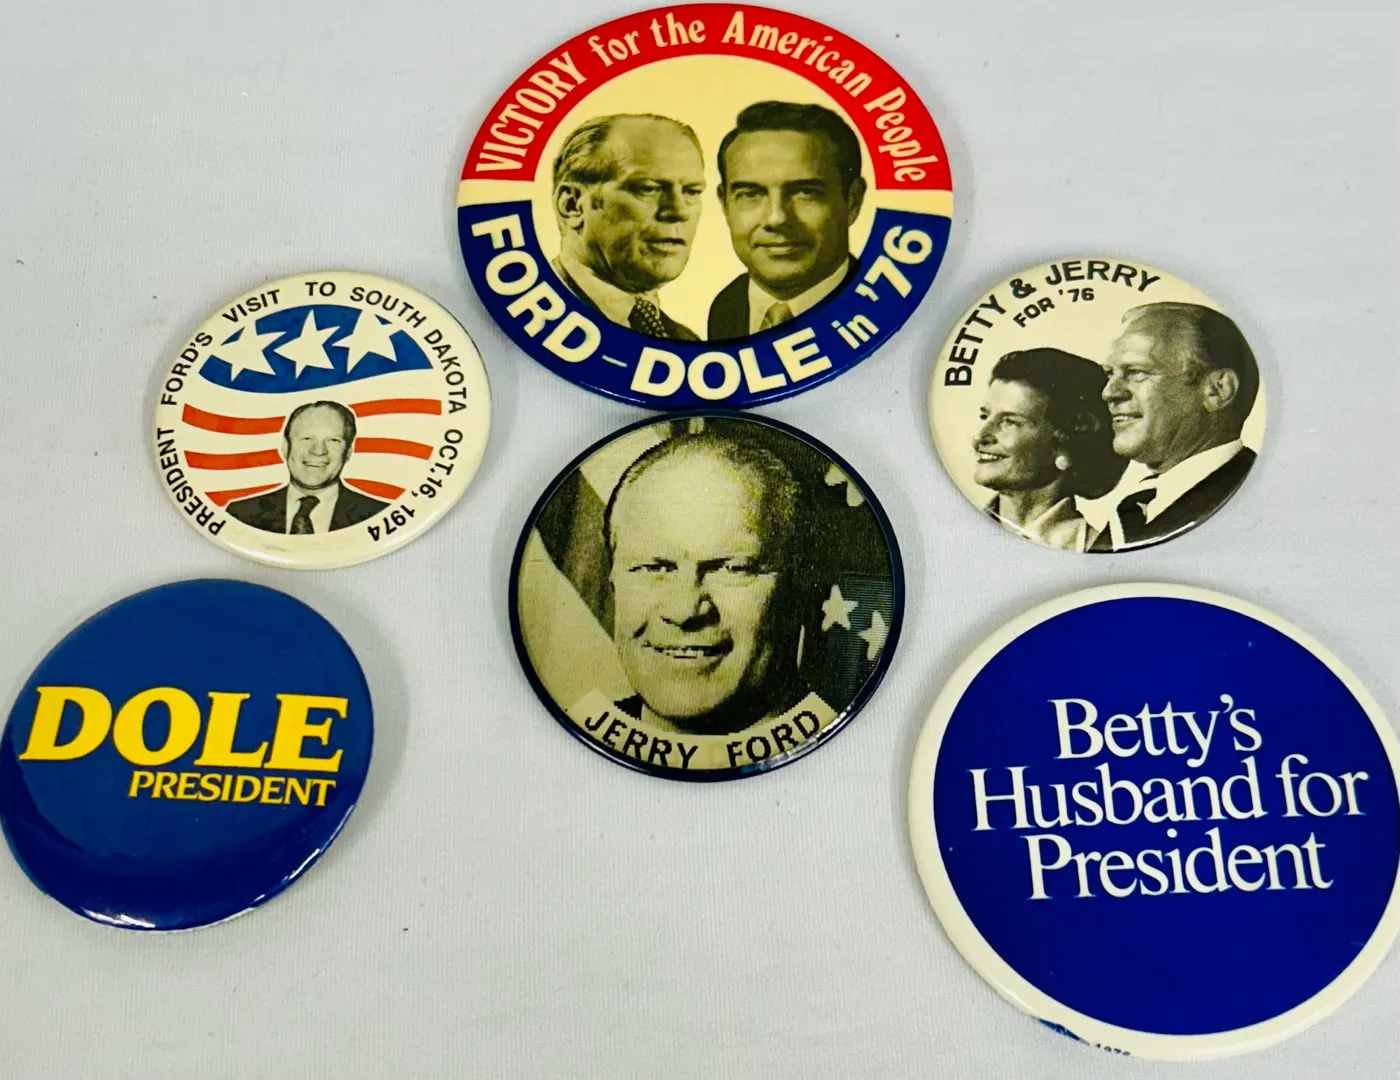 VICTORY for the American People
FORD-DOLE in '76
PRESIDENT FORD'S VISIT TO SOUTH DAKOTA OCT.16, 1974
BETTY & JERRY
FOR '76
JERRY FORD
DOLE
PRESIDENT
Betty's
Husband for
President